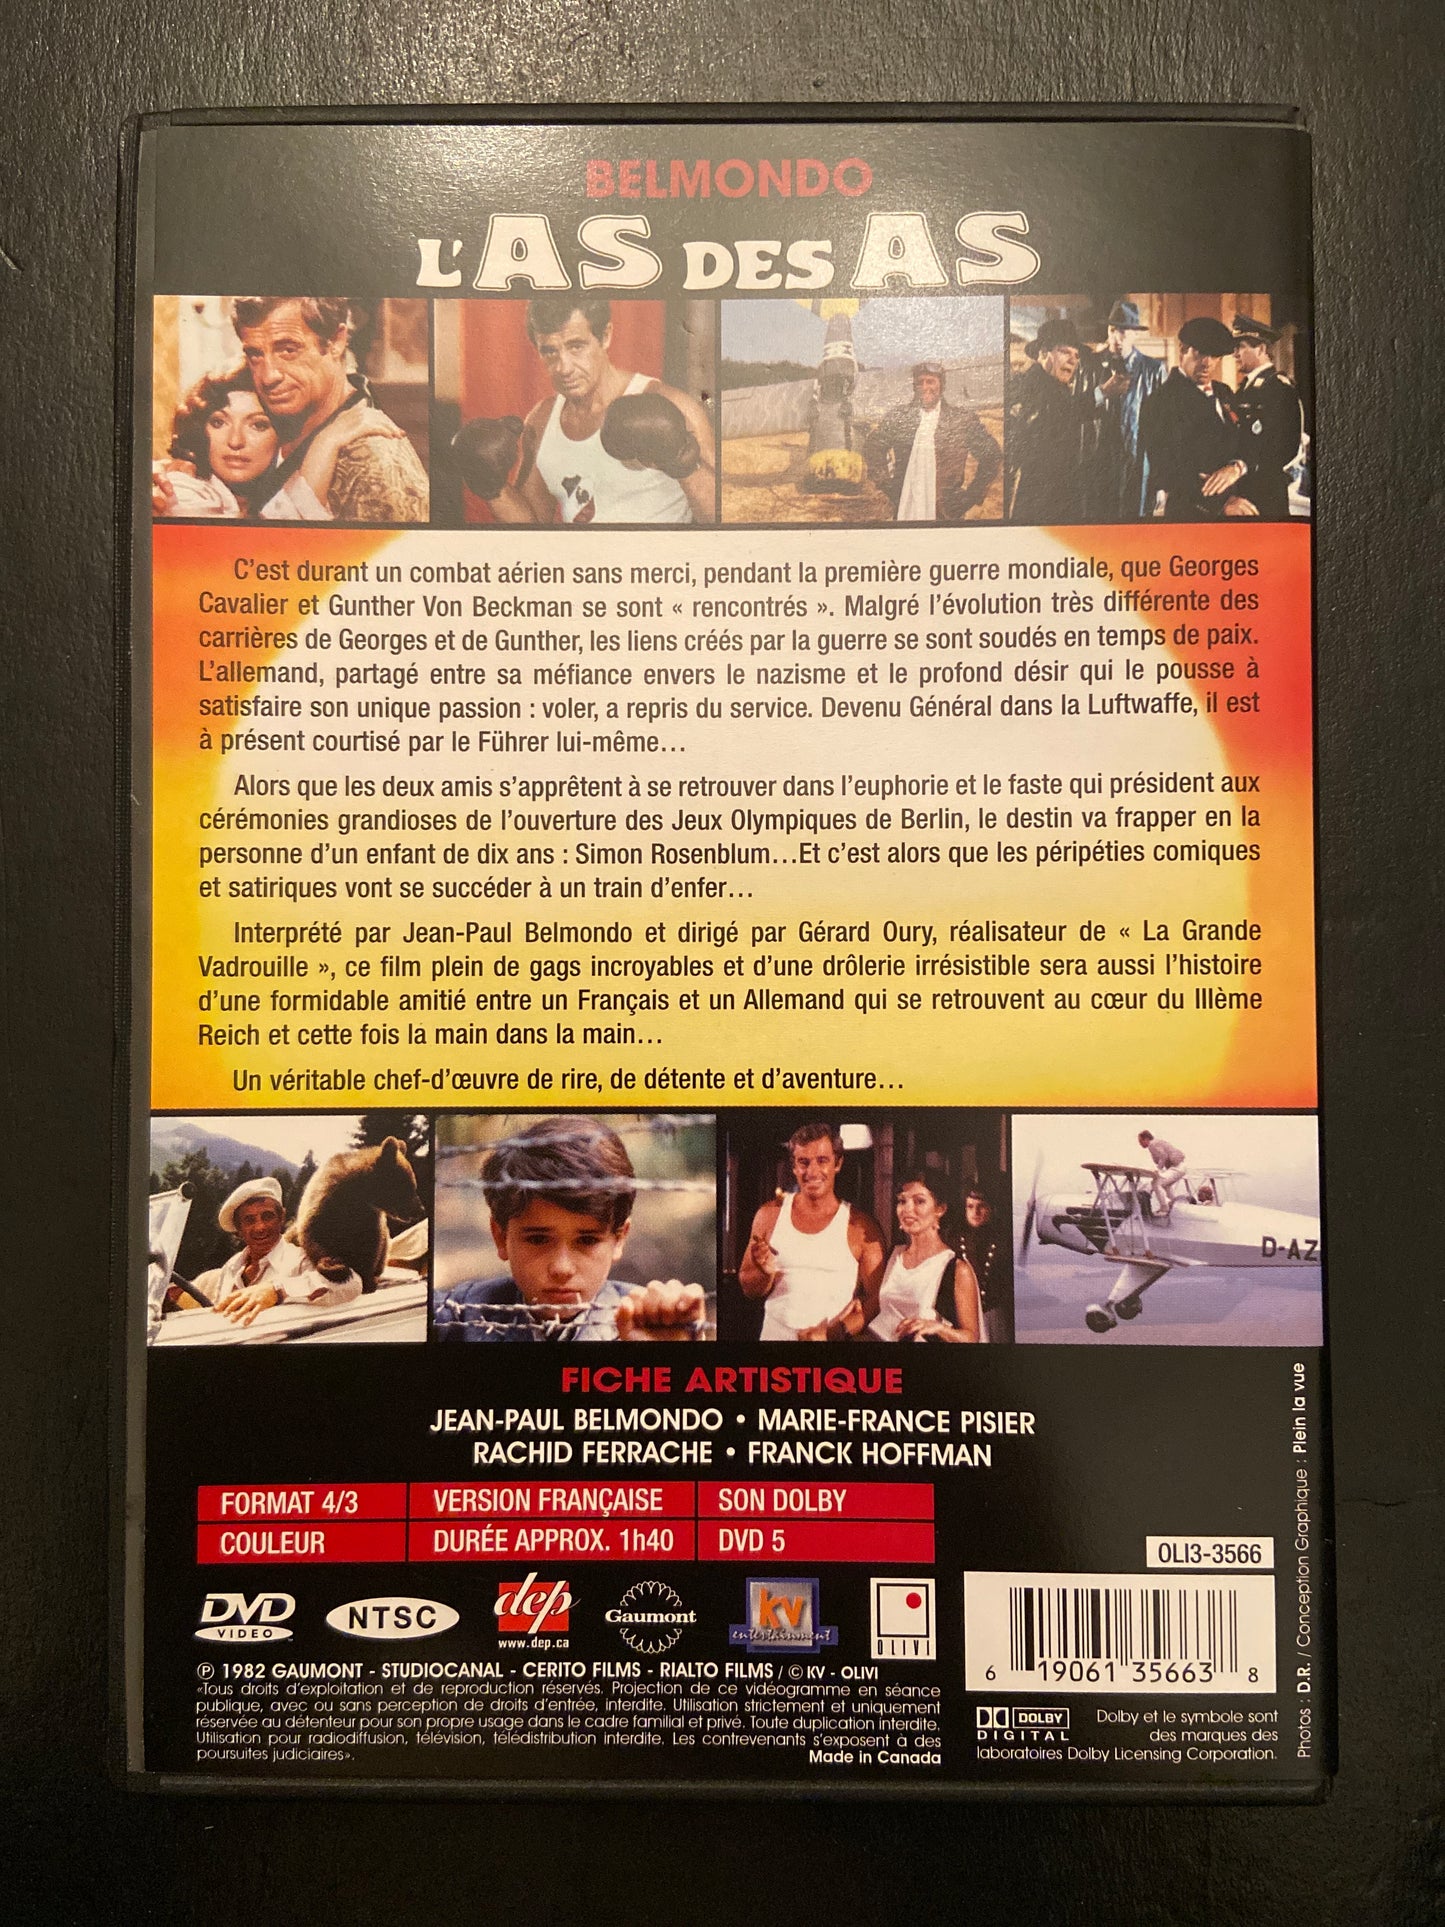 BELMONDO
L'AS DES AS
C'est durant un combat aérien sans merci, pendant la première guerre mondiale, que Georges
Cavalier et Gunther Von Beckman se sont « rencontrés ». Malgré l'évolution très différente des
carrières de Georges et de Gunther, les liens créés par la guerre se sont soudés en temps de paix.
L'allemand, partagé entre sa méfiance envers le nazisme et le profond désir qui le pousse à
satisfaire son unique passion : voler, a repris du service. Devenu Général dans la Luftwaffe, il est
à présent courtisé par le Führer lui-même...
Alors que les deux amis s'apprêtent à se retrouver dans l'euphorie et le faste qui président aux
cérémonies grandioses de l'ouverture des Jeux Olympiques de Berlin, le destin va frapper en la
personne d'un enfant de dix ans : Simon Rosenblum...Et c'est alors que les péripéties comiques
et satiriques vont se succéder à un train d'enfer...
Interprété par Jean-Paul Belmondo et dirigé par Gérard Oury, réalisateur de « La Grande
Vadrouille », ce film plein de gags incroyables et d'une drôlerie irrésistible sera aussi l'histoire
d'une formidable amitié entre un Français et un Allemand qui se retrouvent au cœur du IIIème
Reich et cette fois la main dans la main...
Un véritable chef-d'œuvre de rire, de détente et d'aventure...
D-AZ
FICHE ARTISTIQUE
JEAN-PAUL BELMONDO • MARIE-FRANCE PISIER
RACHID FERRACHE • FRANCK HOFFMAN
FORMAT 4/3 VERSION FRANÇAISE SON DOLBY
COULEUR DURÉE APPROX. 1h40 DVD 5
OLI3-3566
DVD VIDEO NTSC dep www.dep.ca Gaumont kv entertainment OLIVI
6 19061 35663 8
℗ 1982 GAUMONT - STUDIOCANAL - CERITO FILMS - RIALTO FILMS / © KV - OLIVI
«Tous droits d'exploitation et de reproduction réservés. Projection de ce vidéogramme en séance
publique, avec ou sans perception de droits d'entrée, interdite. Utilisation strictement et uniquement
réservée au détenteur pour son propre usage dans le cadre familial et privé. Toute duplication interdite.
Utilisation pour radiodiffusion, télévision, télédistribution interdite. Les contrevenants s'exposent à des
poursuites judiciaires».
Made in Canada
DOLBY DIGITAL
Dolby et le symbole sont
des marques des
laboratoires Dolby Licensing Corporation.
Photos : D.R. / Conception Graphique : Plein la vue